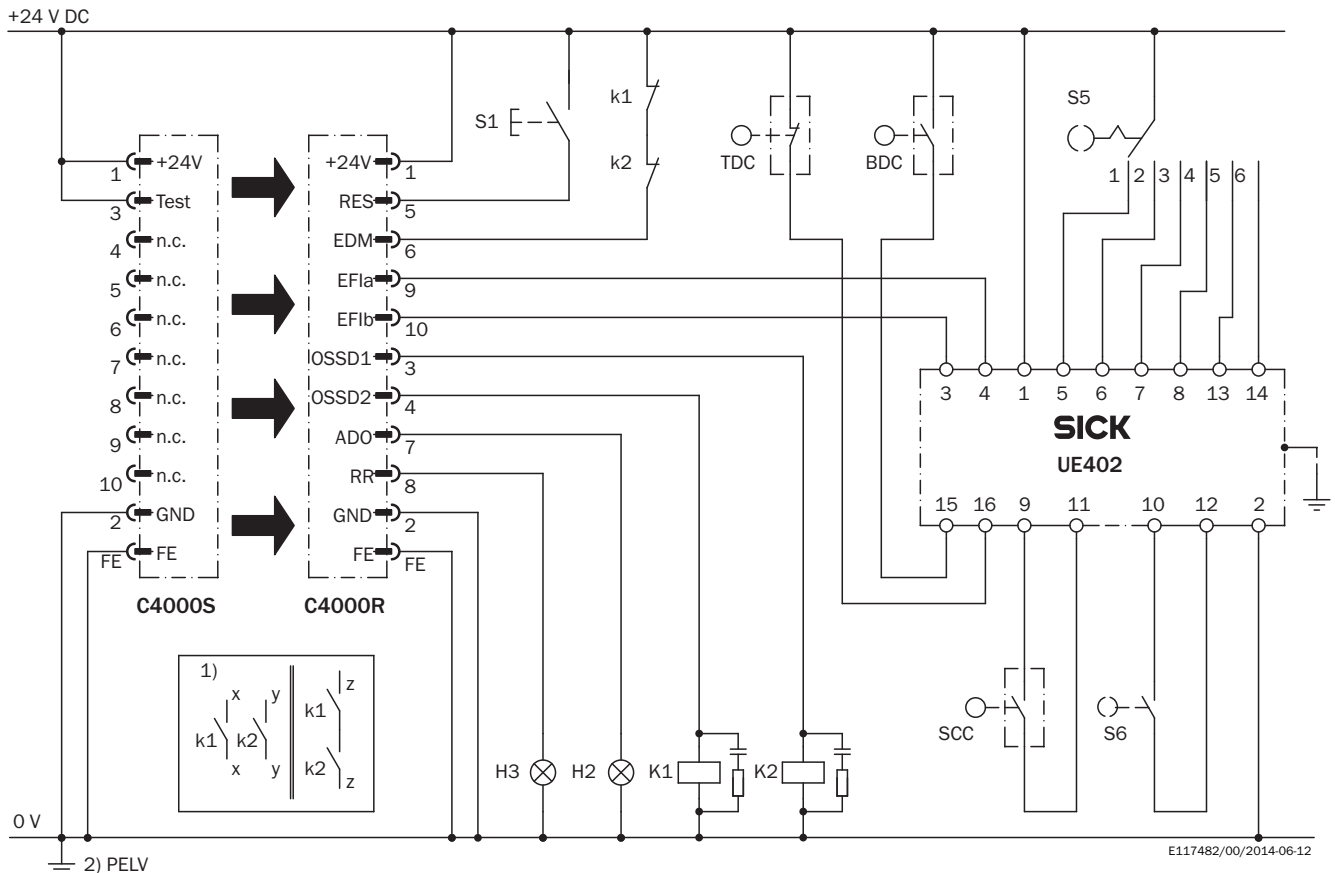 +24 V DC
S1
k1
k2
TDC
BDC
S5
1 2 3 4 5 6
+24V
1
Test
3
n.c.
4
n.c.
5
n.c.
6
n.c.
7
n.c.
8
n.c.
9
n.c.
10
GND
2
FE
FE
C4000S
+24V
1
RES
5
EDM
6
EFIa
9
EFIb
10
OSSD1
3
OSSD2
4
ADO
7
RR
8
GND
2
FE
FE
C4000R
3 4 1 5 6 7 8 13 14
SICK
UE402
15 16 9 11 10 12 2
SCC
S6
1)
x y
k1 k2
x y
z
k1
k2
z
H3 H2 K1 K2
0 V
2) PELV
E117482/00/2014-06-12